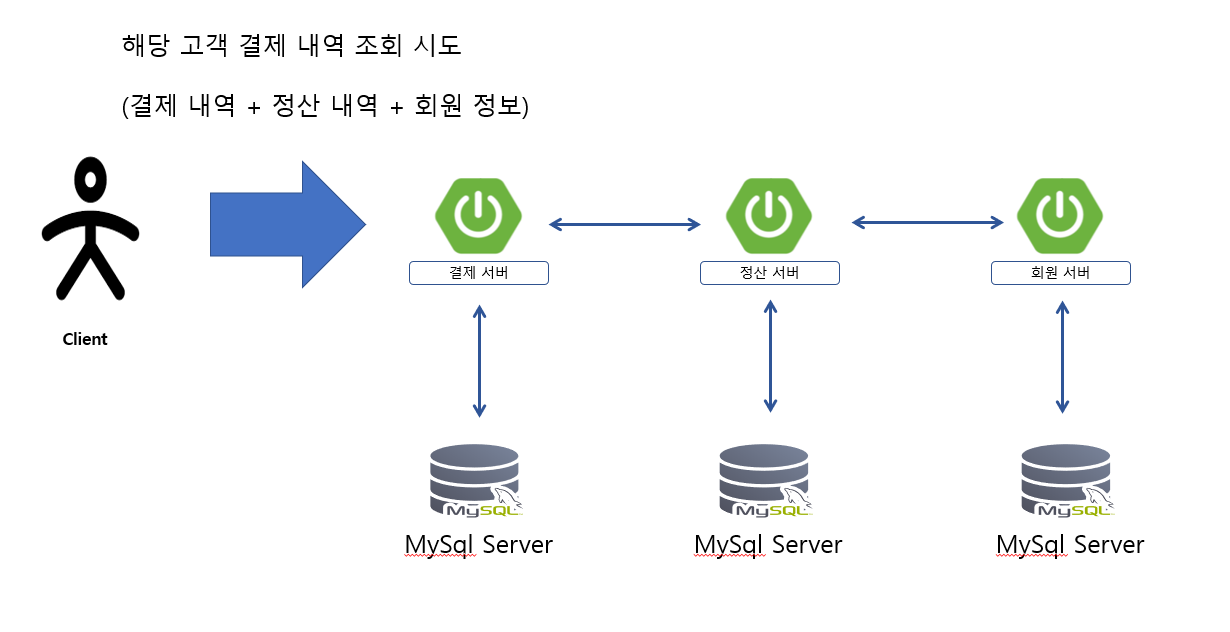 해당 고객 결제 내역 조회 시도
(결제 내역 + 정산 내역 + 회원 정보)
Client
결제 서버
정산 서버
회원 서버
MySQL
MySQL
MySQL
MySql Server
MySql Server
MySql Server